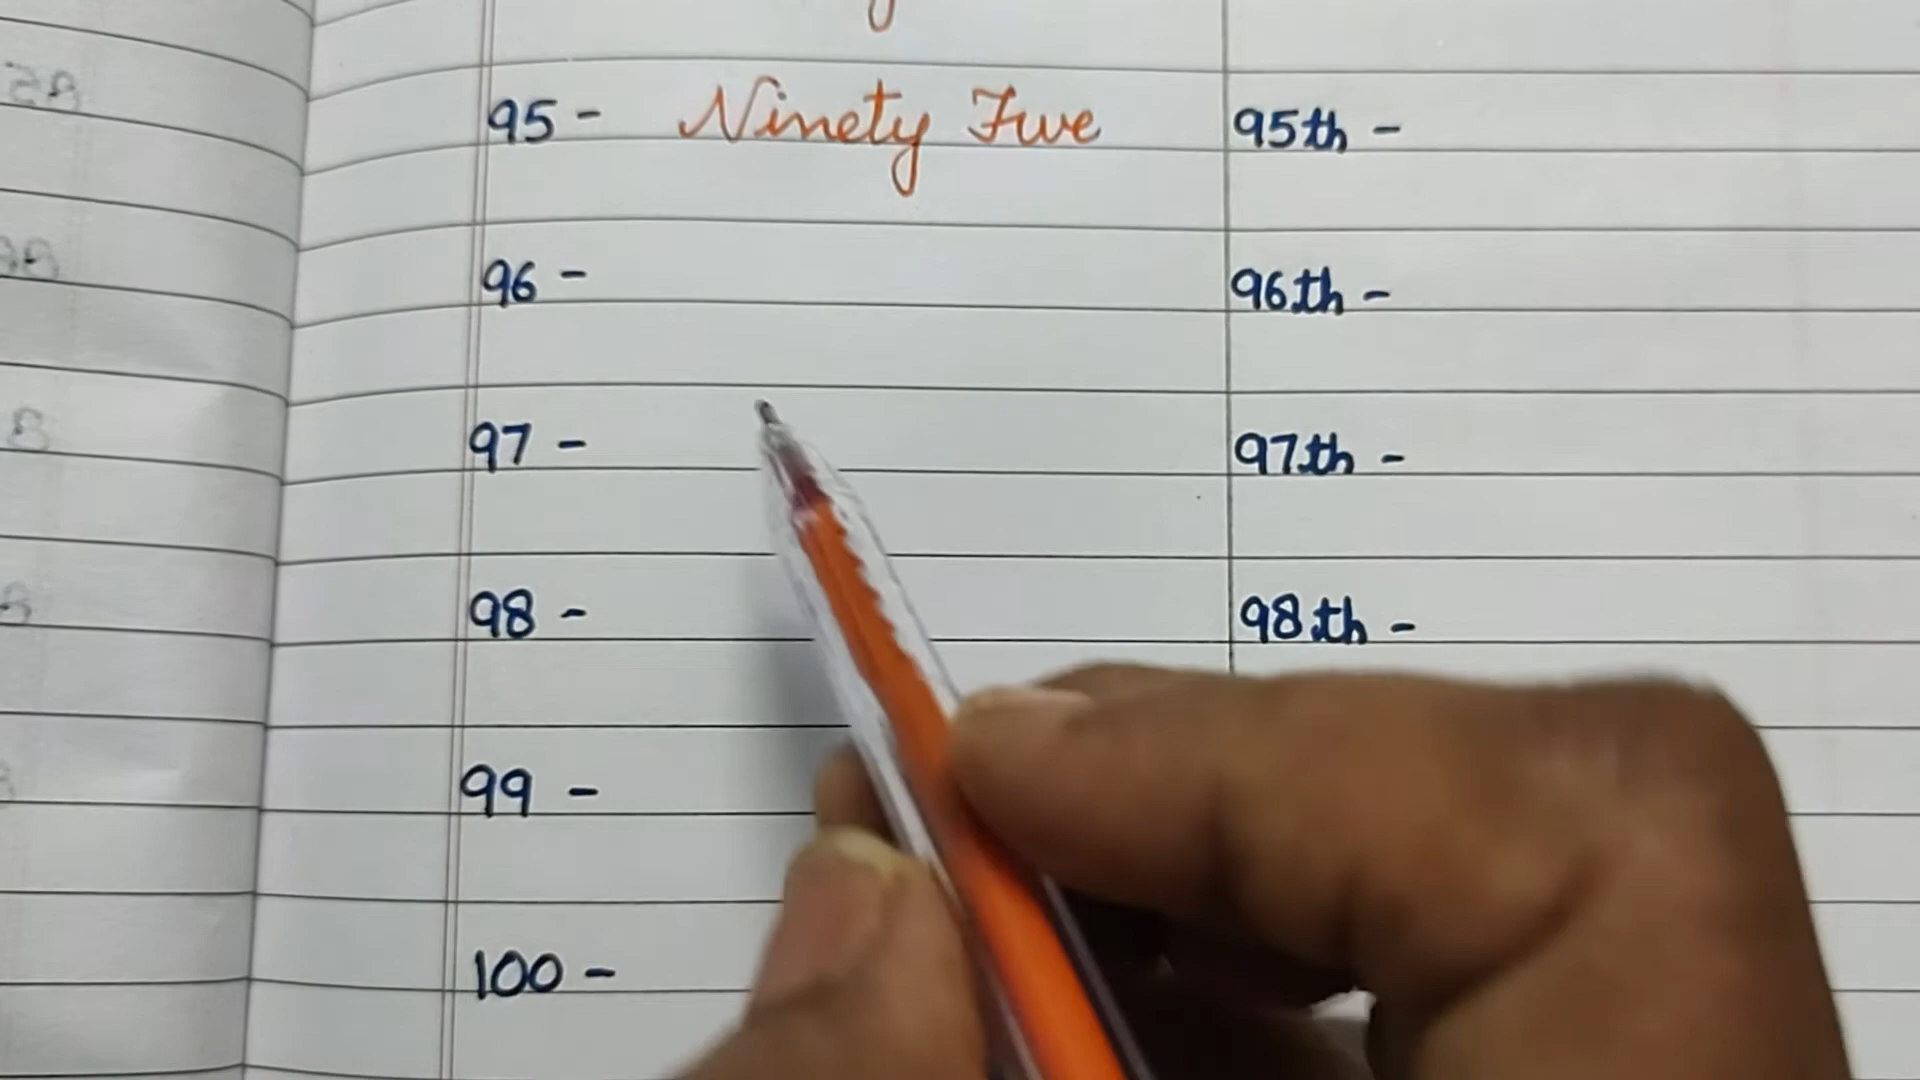 95 - Ninety Five 95th -
96 - 96th -
97 - 97th -
98 - 98th -
99 -
100 -